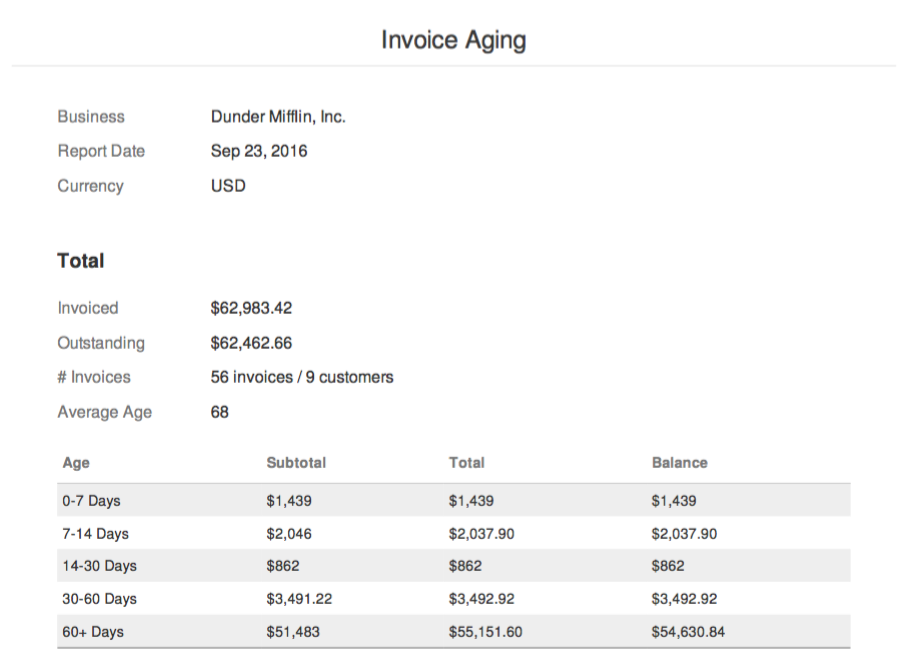 Invoice Aging
Business Dunder Mifflin, Inc.
Report Date Sep 23, 2016
Currency USD
Total
Invoiced $62,983.42
Outstanding $62,462.66
# Invoices 56 invoices / 9 customers
Average Age 68
Age Subtotal Total Balance
0-7 Days $1,439 $1,439 $1,439
7-14 Days $2,046 $2,037.90 $2,037.90
14-30 Days $862 $862 $862
30-60 Days $3,491.22 $3,492.92 $3,492.92
60+ Days $51,483 $55,151.60 $54,630.84